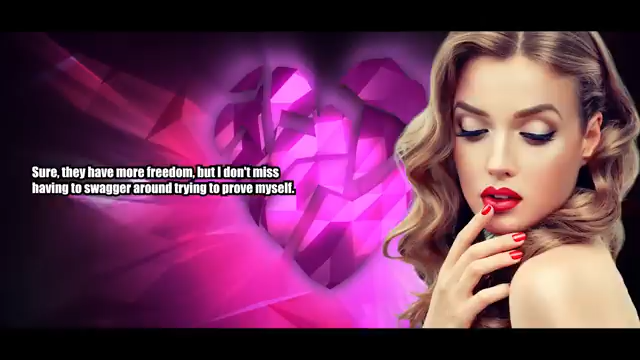 Sure, they have more freedom, but I don't miss
having to swagger around trying to prove myself.